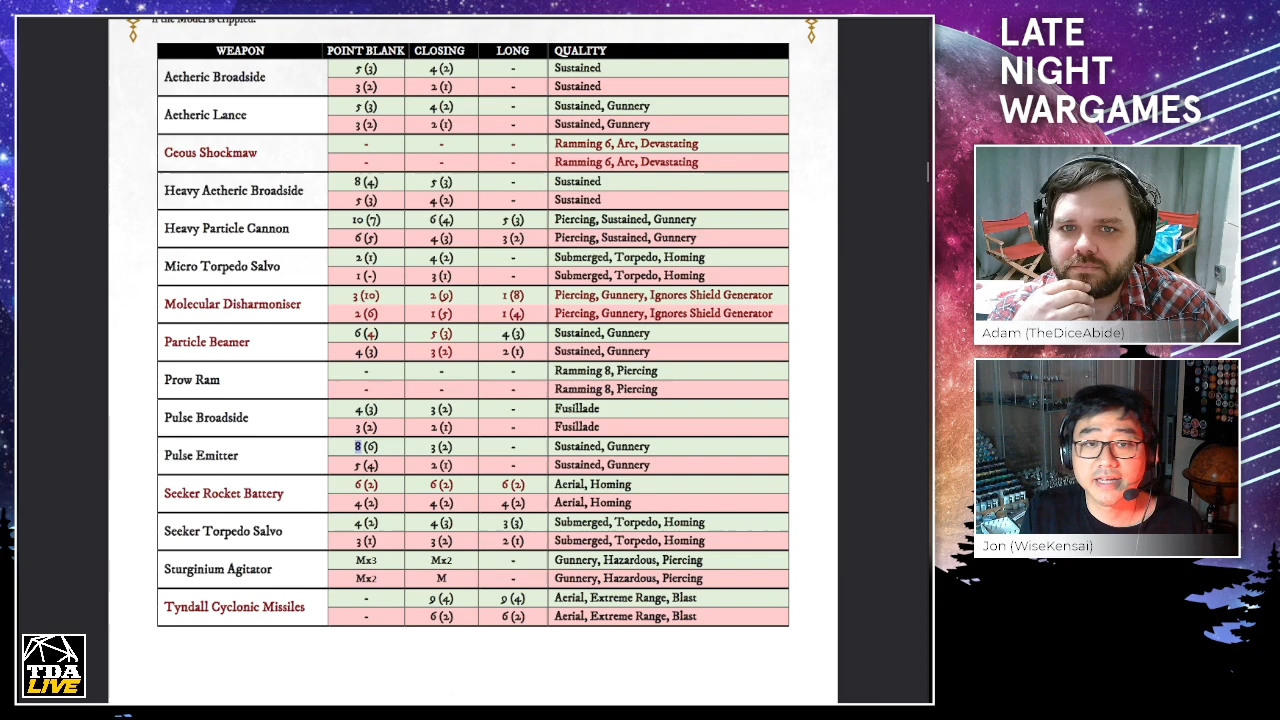 if the Model is crippled.
WEAPON POINT BLANK CLOSING LONG QUALITY
Aetheric Broadside
5 (3) 4 (2) - Sustained
3 (2) 2 (1) - Sustained
Aetheric Lance
5 (3) 4 (2) - Sustained, Gunnery
3 (2) 2 (1) - Sustained, Gunnery
Ceous Shockmaw
- - - Ramming 6, Arc, Devastating
- - - Ramming 6, Arc, Devastating
Heavy Aetheric Broadside
8 (4) 5 (3) - Sustained
5 (3) 4 (2) - Sustained
Heavy Particle Cannon
10 (7) 6 (4) 5 (3) Piercing, Sustained, Gunnery
6 (5) 4 (3) 3 (2) Piercing, Sustained, Gunnery
Micro Torpedo Salvo
2 (1) 4 (2) - Submerged, Torpedo, Homing
1 (-) 3 (1) - Submerged, Torpedo, Homing
Molecular Disharmoniser
3 (10) 2 (9) 1 (8) Piercing, Gunnery, Ignores Shield Generator
2 (6) 1 (5) 1 (4) Piercing, Gunnery, Ignores Shield Generator
Particle Beamer
6 (4) 5 (3) 4 (3) Sustained, Gunnery
4 (3) 3 (2) 2 (1) Sustained, Gunnery
Prow Ram
- - - Ramming 8, Piercing
- - - Ramming 8, Piercing
Pulse Broadside
4 (3) 3 (2) - Fusillade
3 (2) 2 (1) - Fusillade
Pulse Emitter
8 (6) 3 (2) - Sustained, Gunnery
5 (4) 2 (1) - Sustained, Gunnery
Seeker Rocket Battery
6 (2) 6 (2) 6 (2) Aerial, Homing
4 (2) 4 (2) 4 (2) Aerial, Homing
Seeker Torpedo Salvo
4 (2) 4 (3) 3 (3) Submerged, Torpedo, Homing
3 (1) 3 (2) 2 (1) Submerged, Torpedo, Homing
Sturginium Agitator
Mx3 Mx2 - Gunnery, Hazardous, Piercing
Mx2 M - Gunnery, Hazardous, Piercing
Tyndall Cyclonic Missiles
- 9 (4) 9 (4) Aerial, Extreme Range, Blast
- 6 (2) 6 (2) Aerial, Extreme Range, Blast
TDA
LIVE
LATE
NIGHT
WARGAMES
Adam (TheDiceAbide)
Jon (WiseKensai)